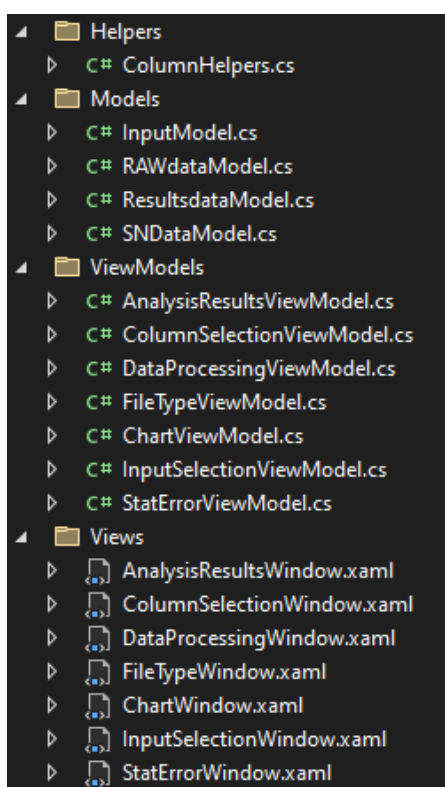 Helpers
C# ColumnHelpers.cs
Models
C# InputModel.cs
C# RAWdataModel.cs
C# ResultsdataModel.cs
C# SNDataModel.cs
ViewModels
C# AnalysisResultsViewModel.cs
C# ColumnSelectionViewModel.cs
C# DataProcessingViewModel.cs
C# FileTypeViewModel.cs
C# ChartViewModel.cs
C# InputSelectionViewModel.cs
C# StatErrorViewModel.cs
Views
AnalysisResultsWindow.xaml
ColumnSelectionWindow.xaml
DataProcessingWindow.xaml
FileTypeWindow.xaml
ChartWindow.xaml
InputSelectionWindow.xaml
StatErrorWindow.xaml